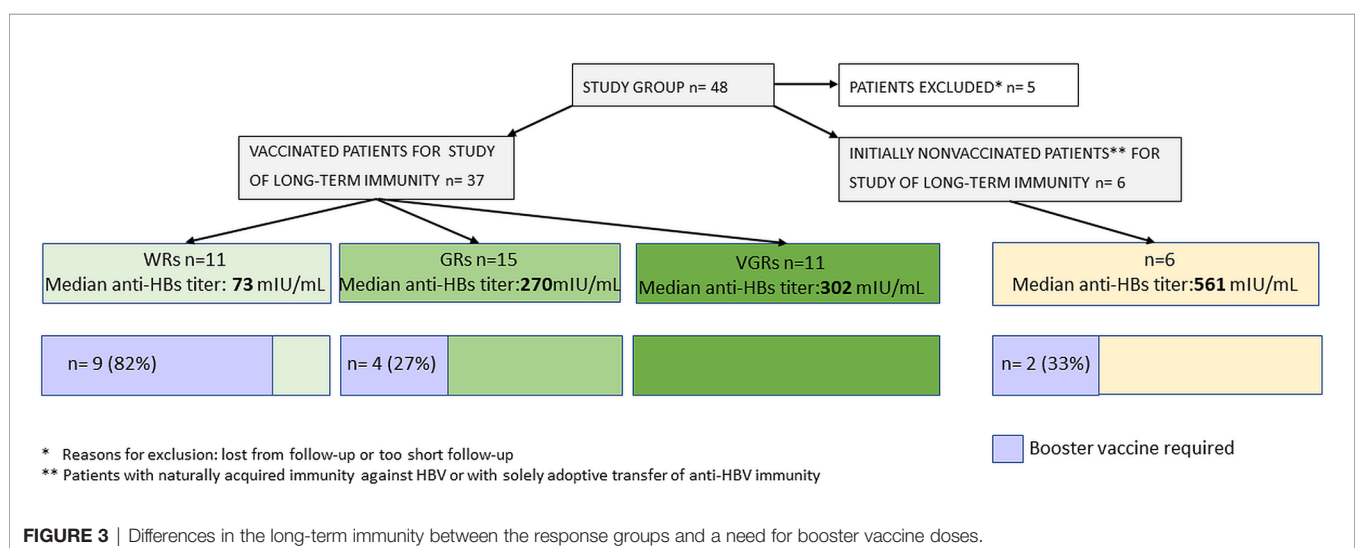 STUDY GROUP n= 48
PATIENTS EXCLUDED* n= 5
VACCINATED PATIENTS FOR STUDY
OF LONG-TERM IMMUNITY n= 37
INITIALLY NONVACCINATED PATIENTS** FOR
STUDY OF LONG-TERM IMMUNITY n= 6
WRs n=11
Median anti-HBs titer: 73 mIU/mL
GRs n=15
Median anti-HBs titer:270mIU/mL
VGRs n=11
Median anti-HBs titer:302 mIU/mL
n=6
Median anti-HBs titer:561 mIU/mL
n= 9 (82%)
n= 4 (27%)
n= 2 (33%)
Booster vaccine required
* Reasons for exclusion: lost from follow-up or too short follow-up
** Patients with naturally acquired immunity against HBV or with solely adoptive transfer of anti-HBV immunity
FIGURE 3 | Differences in the long-term immunity between the response groups and a need for booster vaccine doses.